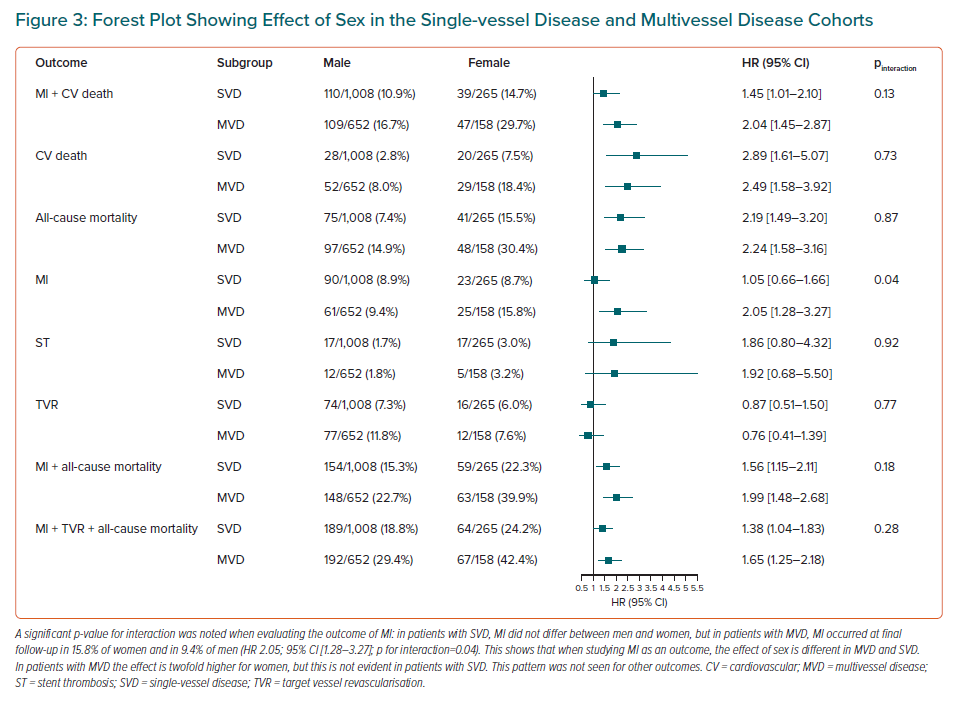 Figure 3: Forest Plot Showing Effect of Sex in the Single-vessel Disease and Multivessel Disease Cohorts
Outcome Subgroup Male Female HR (95% CI) pinteraction
MI + CV death SVD 110/1,008 (10.9%) 39/265 (14.7%) 1.45 [1.01–2.10] 0.13
MVD 109/652 (16.7%) 47/158 (29.7%) 2.04 [1.45–2.87]
CV death SVD 28/1,008 (2.8%) 20/265 (7.5%) 2.89 [1.61–5.07] 0.73
MVD 52/652 (8.0%) 29/158 (18.4%) 2.49 [1.58–3.92]
All-cause mortality SVD 75/1,008 (7.4%) 41/265 (15.5%) 2.19 [1.49–3.20] 0.87
MVD 97/652 (14.9%) 48/158 (30.4%) 2.24 [1.58–3.16]
MI SVD 90/1,008 (8.9%) 23/265 (8.7%) 1.05 [0.66–1.66] 0.04
MVD 61/652 (9.4%) 25/158 (15.8%) 2.05 [1.28–3.27]
ST SVD 17/1,008 (1.7%) 17/265 (3.0%) 1.86 [0.80–4.32] 0.92
MVD 12/652 (1.8%) 5/158 (3.2%) 1.92 [0.68–5.50]
TVR SVD 74/1,008 (7.3%) 16/265 (6.0%) 0.87 [0.51–1.50] 0.77
MVD 77/652 (11.8%) 12/158 (7.6%) 0.76 [0.41–1.39]
MI + all-cause mortality SVD 154/1,008 (15.3%) 59/265 (22.3%) 1.56 [1.15–2.11] 0.18
MVD 148/652 (22.7%) 63/158 (39.9%) 1.99 [1.48–2.68]
MI + TVR + all-cause mortality SVD 189/1,008 (18.8%) 64/265 (24.2%) 1.38 (1.04–1.83) 0.28
MVD 192/652 (29.4%) 67/158 (42.4%) 1.65 (1.25–2.18)
0.5 1 1.5 2 2.5 3 3.5 4 4.5 5 5.5
HR (95% CI)
A significant p-value for interaction was noted when evaluating the outcome of MI: in patients with SVD, MI did not differ between men and women, but in patients with MVD, MI occurred at final
follow-up in 15.8% of women and in 9.4% of men (HR 2.05; 95% CI [1.28–3.27]; p for interaction=0.04). This shows that when studying MI as an outcome, the effect of sex is different in MVD and SVD.
In patients with MVD the effect is twofold higher for women, but this is not evident in patients with SVD. This pattern was not seen for other outcomes. CV = cardiovascular; MVD = multivessel disease;
ST = stent thrombosis; SVD = single-vessel disease; TVR = target vessel revascularisation.